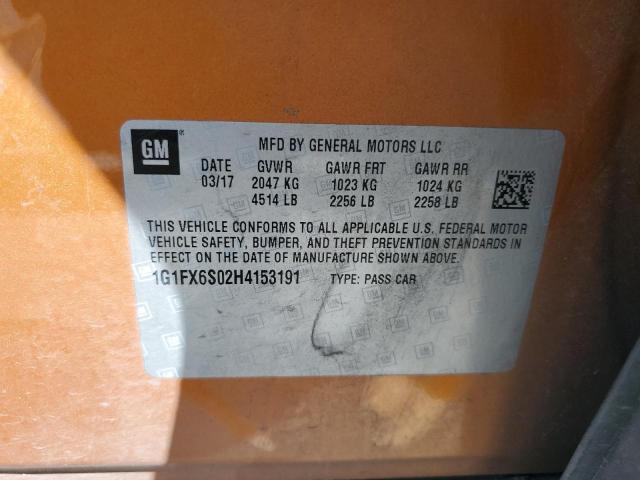 GM MFD BY GENERAL MOTORS LLC
DATE GVWR GAWR FRT GAWR RR
03/17 2047 KG 1023 KG 1024 KG
4514 LB 2256 LB 2258 LB
THIS VEHICLE CONFORMS TO ALL APPLICABLE U.S. FEDERAL MOTOR
VEHICLE SAFETY, BUMPER, AND THEFT PREVENTION STANDARDS IN
EFFECT ON THE DATE OF MANUFACTURE SHOWN ABOVE.
1G1FX6S02H4153191 TYPE: PASS CAR